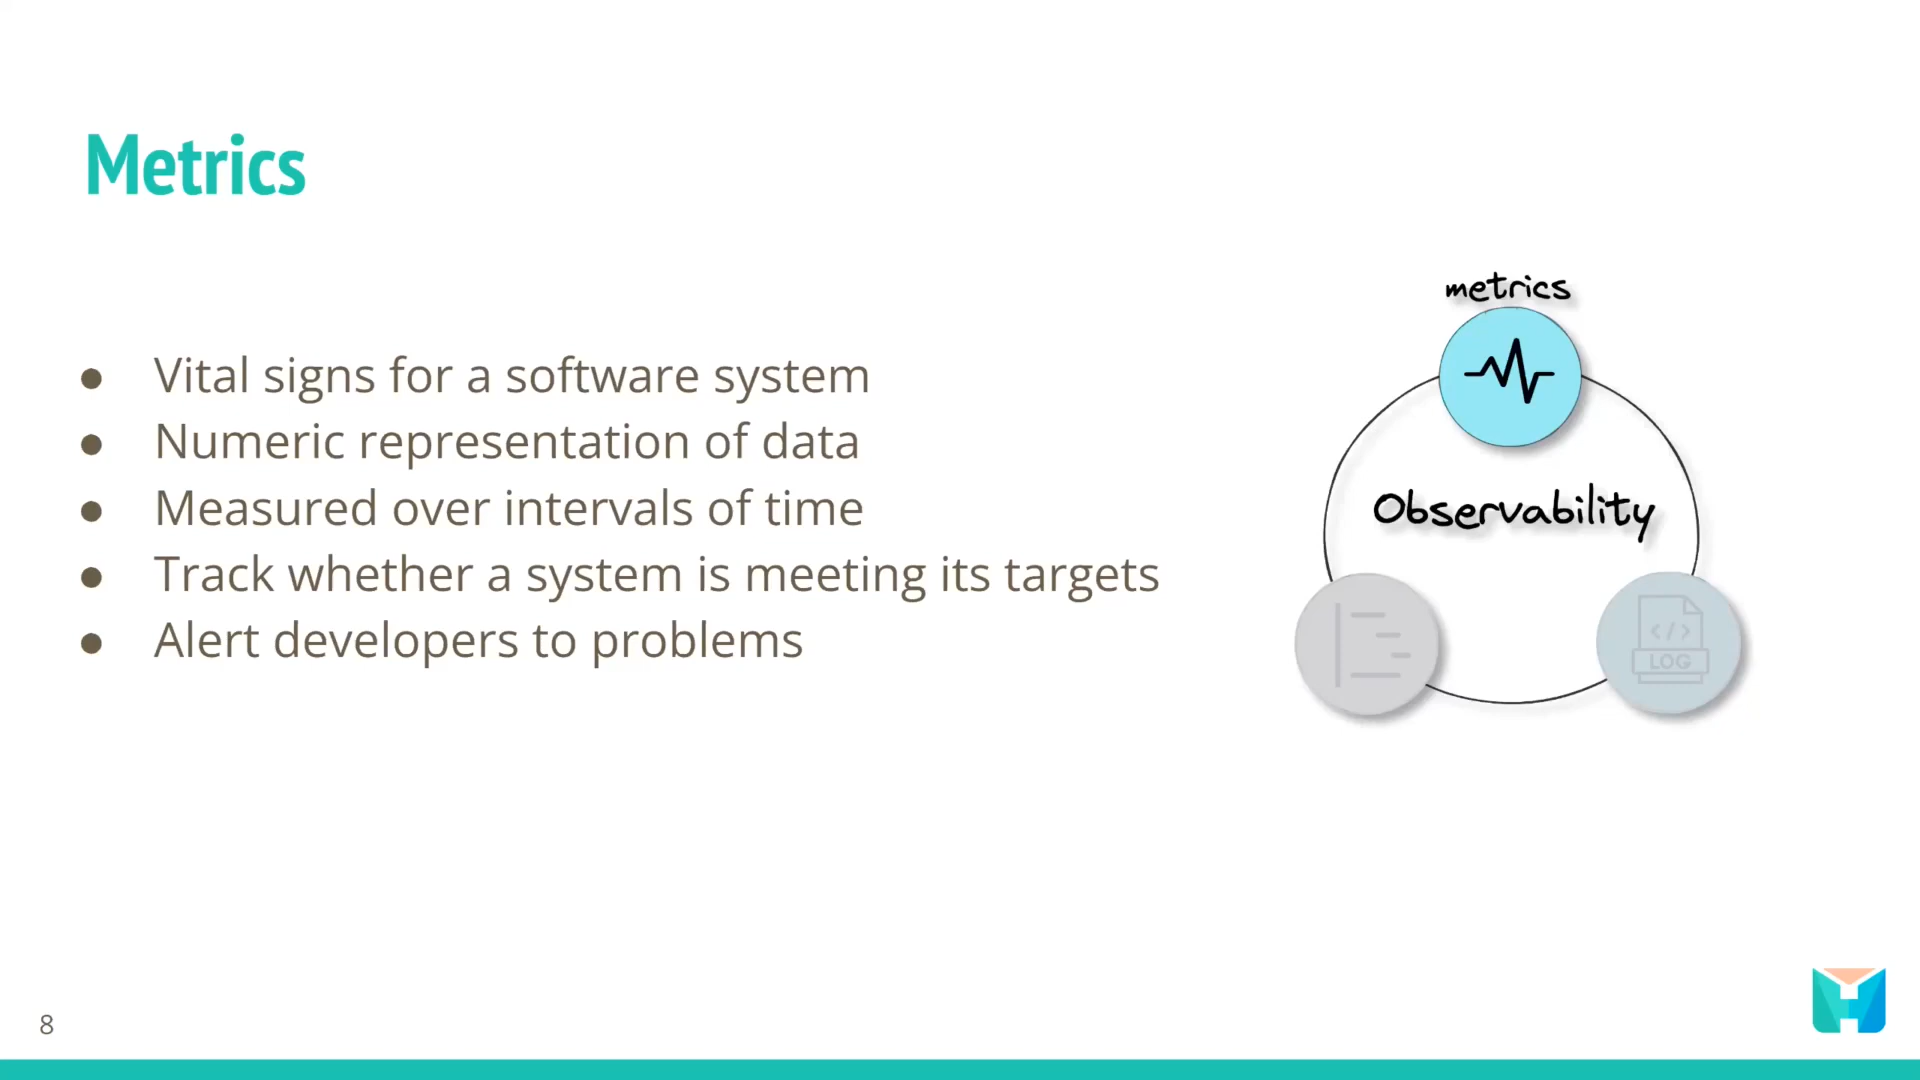 Metrics
● Vital signs for a software system
● Numeric representation of data
● Measured over intervals of time
● Track whether a system is meeting its targets
● Alert developers to problems
metrics
Observability
</>
LOG
8